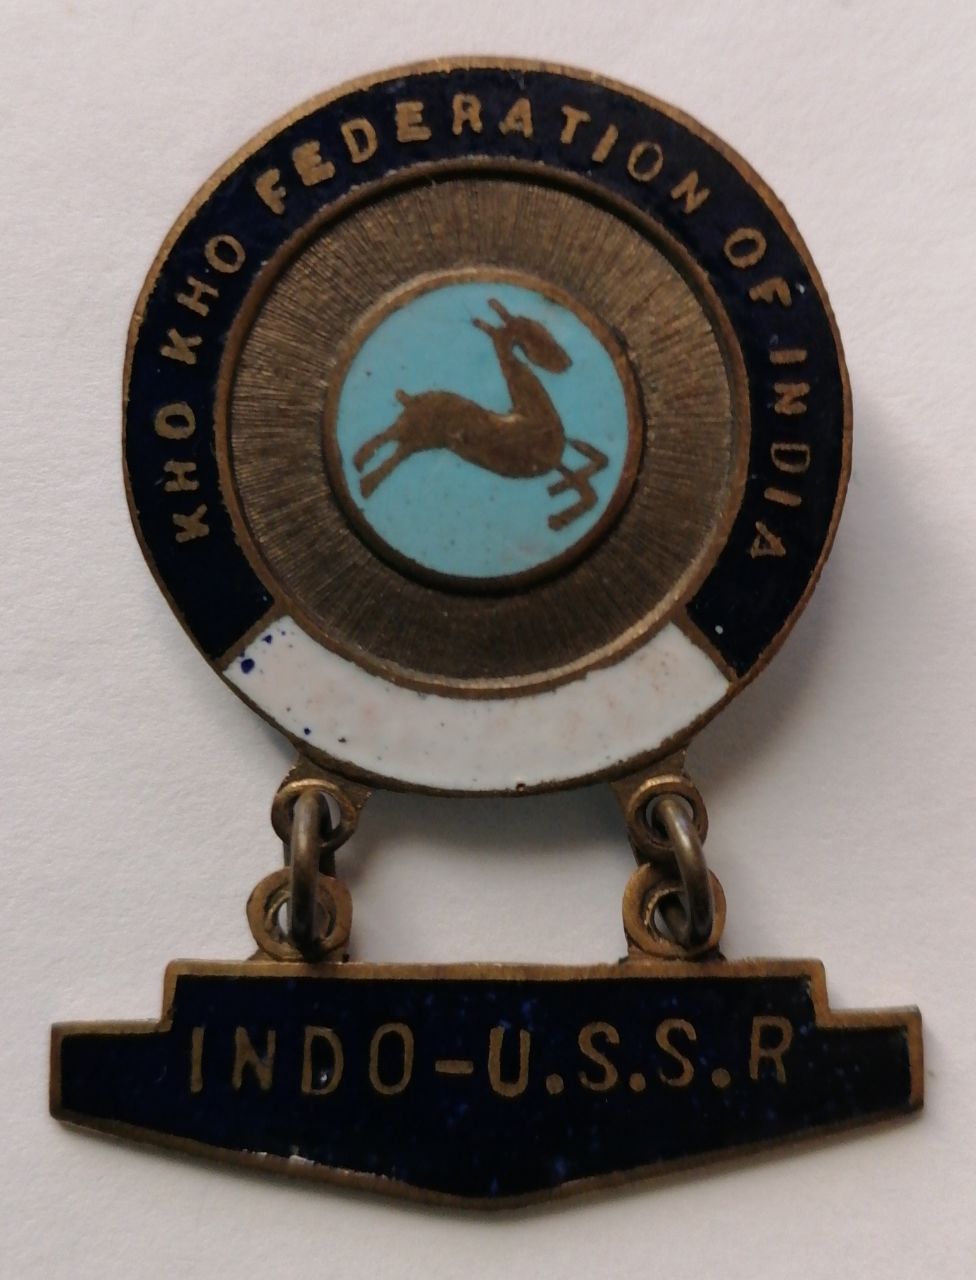 KHO KHO FEDERATION OF INDIA
INDO-U.S.S.R